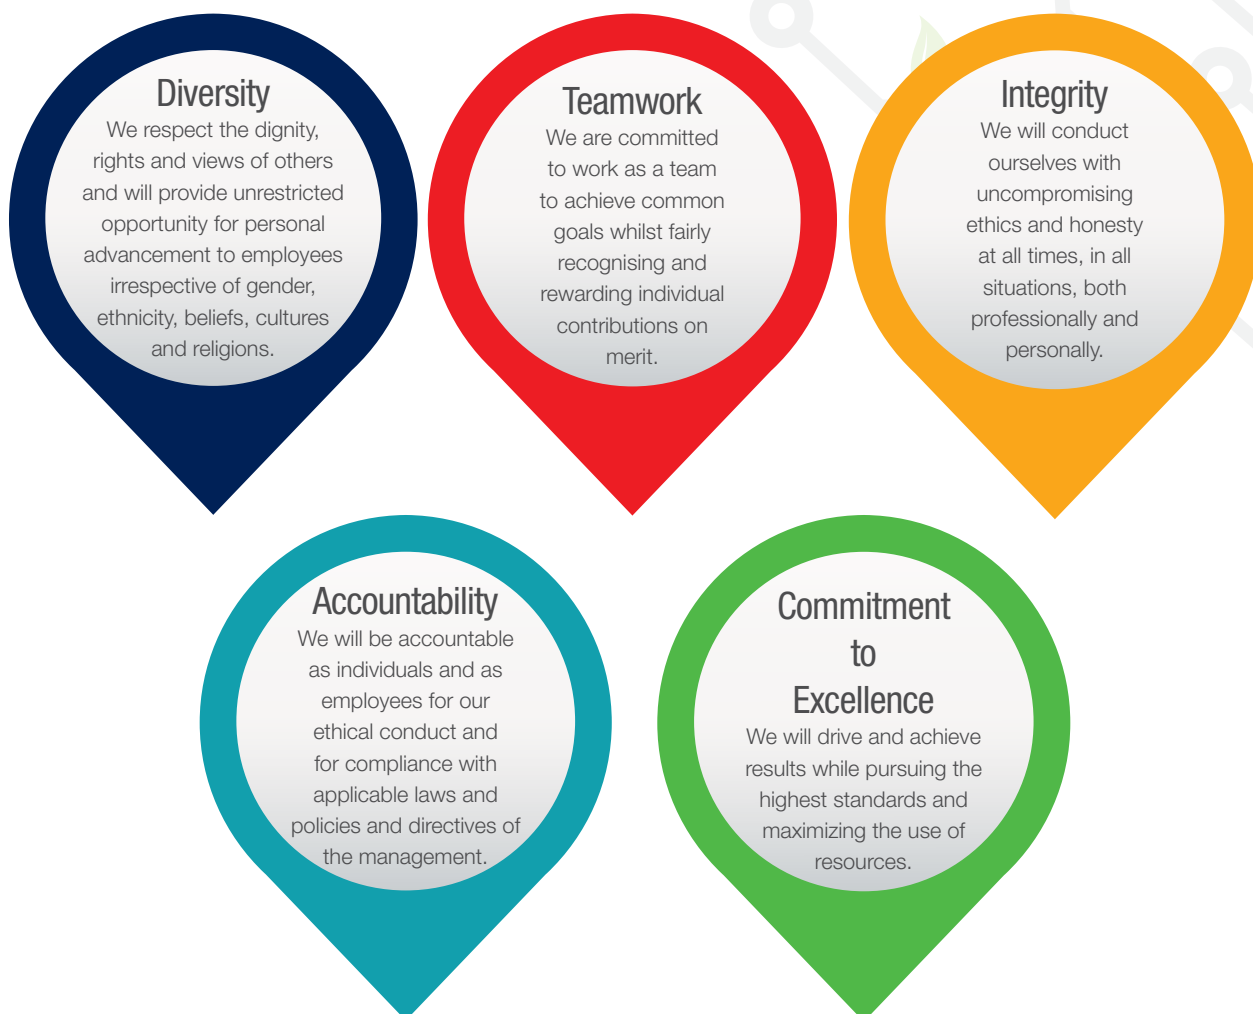 Diversity
We respect the dignity,
rights and views of others
and will provide unrestricted
opportunity for personal
advancement to employees
irrespective of gender,
ethnicity, beliefs, cultures
and religions.
Teamwork
We are committed
to work as a team
to achieve common
goals whilst fairly
recognising and
rewarding individual
contributions on
merit.
Integrity
We will conduct
ourselves with
uncompromising
ethics and honesty
at all times, in all
situations, both
professionally and
personally.
Accountability
We will be accountable
as individuals and as
employees for our
ethical conduct and
for compliance with
applicable laws and
policies and directives of
the management.
Commitment
to
Excellence
We will drive and achieve
results while pursuing the
highest standards and
maximizing the use of
resources.